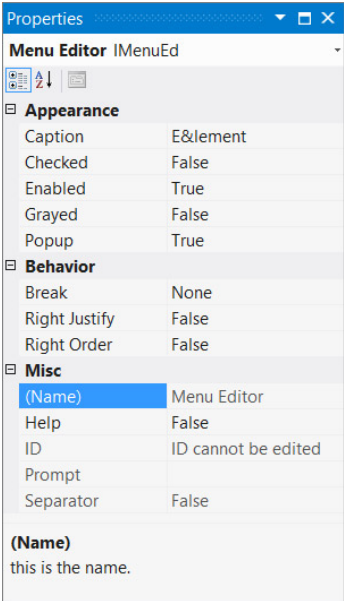 Properties
Menu Editor IMenuEd
Appearance
Caption E&lement
Checked False
Enabled True
Grayed False
Popup True
Behavior
Break None
Right Justify False
Right Order False
Misc
(Name) Menu Editor
Help False
ID ID cannot be edited
Prompt
Separator False
(Name)
this is the name.